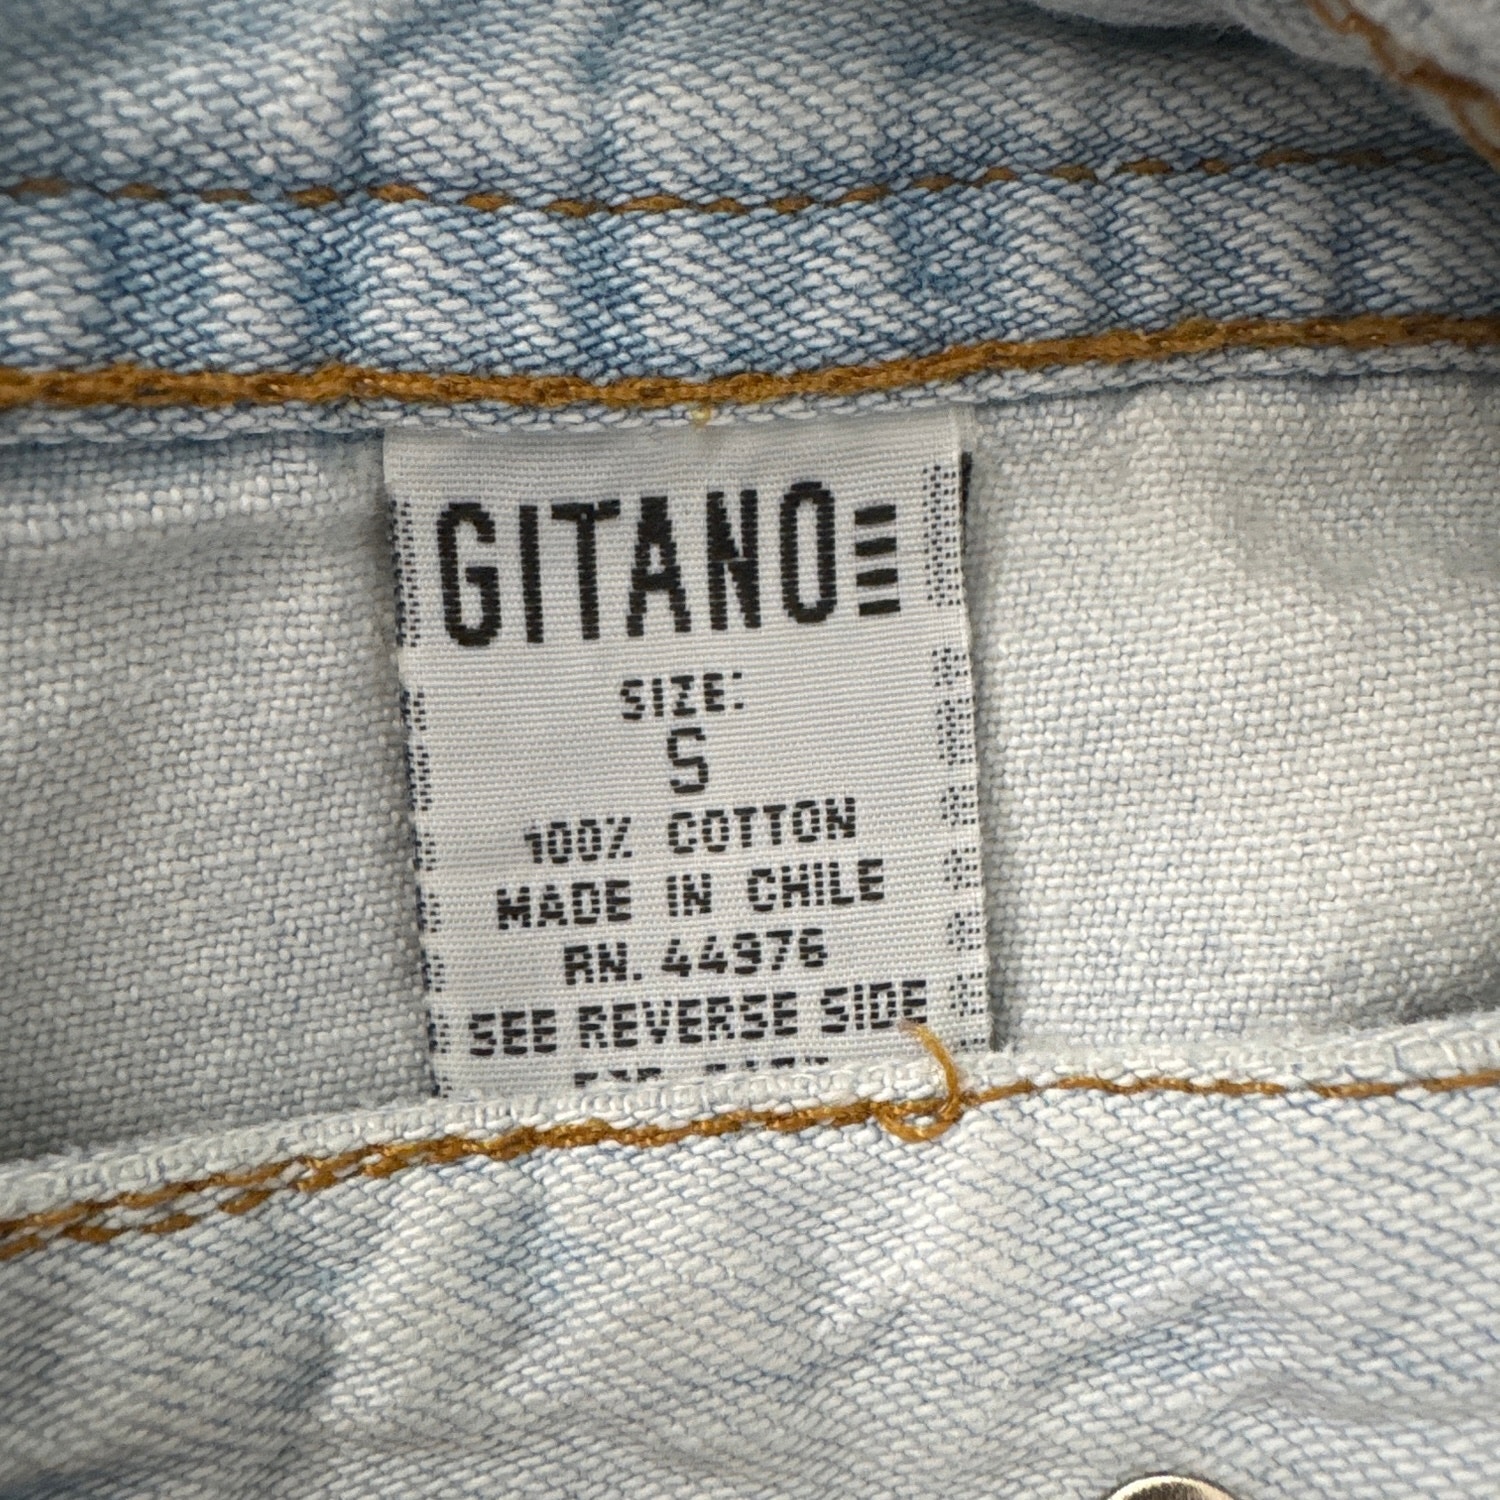 GITANO
SIZE:
S
100% COTTON
MADE IN CHILE
RN. 44976
SEE REVERSE SIDE